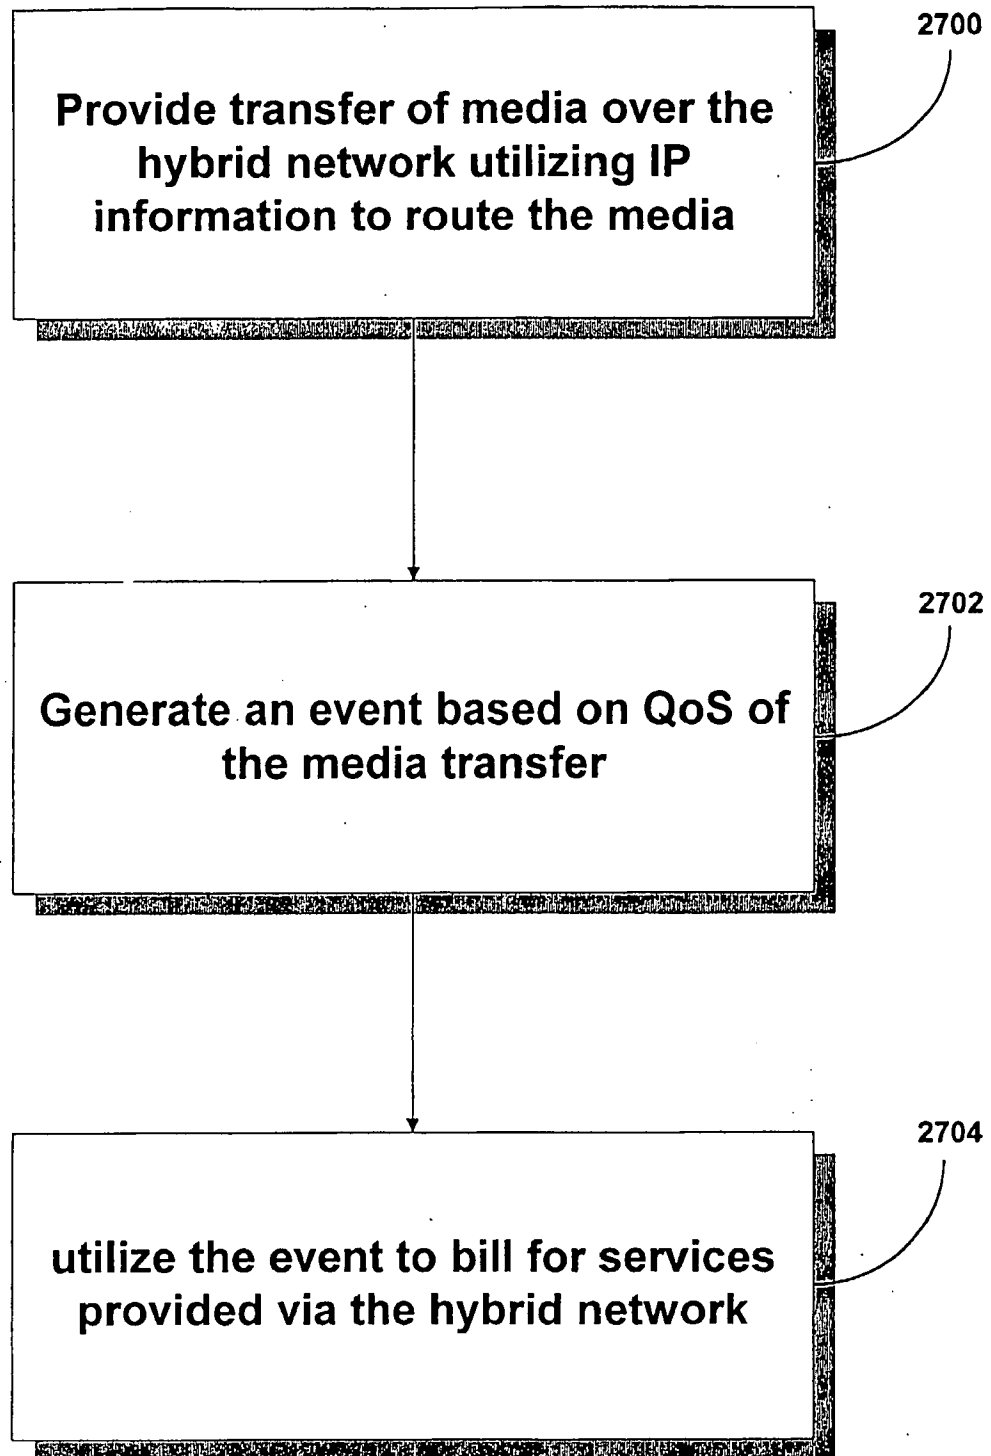 2700
Provide transfer of media over the
hybrid network utilizing IP
information to route the media
2702
Generate an event based on QoS of
the media transfer
2704
utilize the event to bill for services
provided via the hybrid network